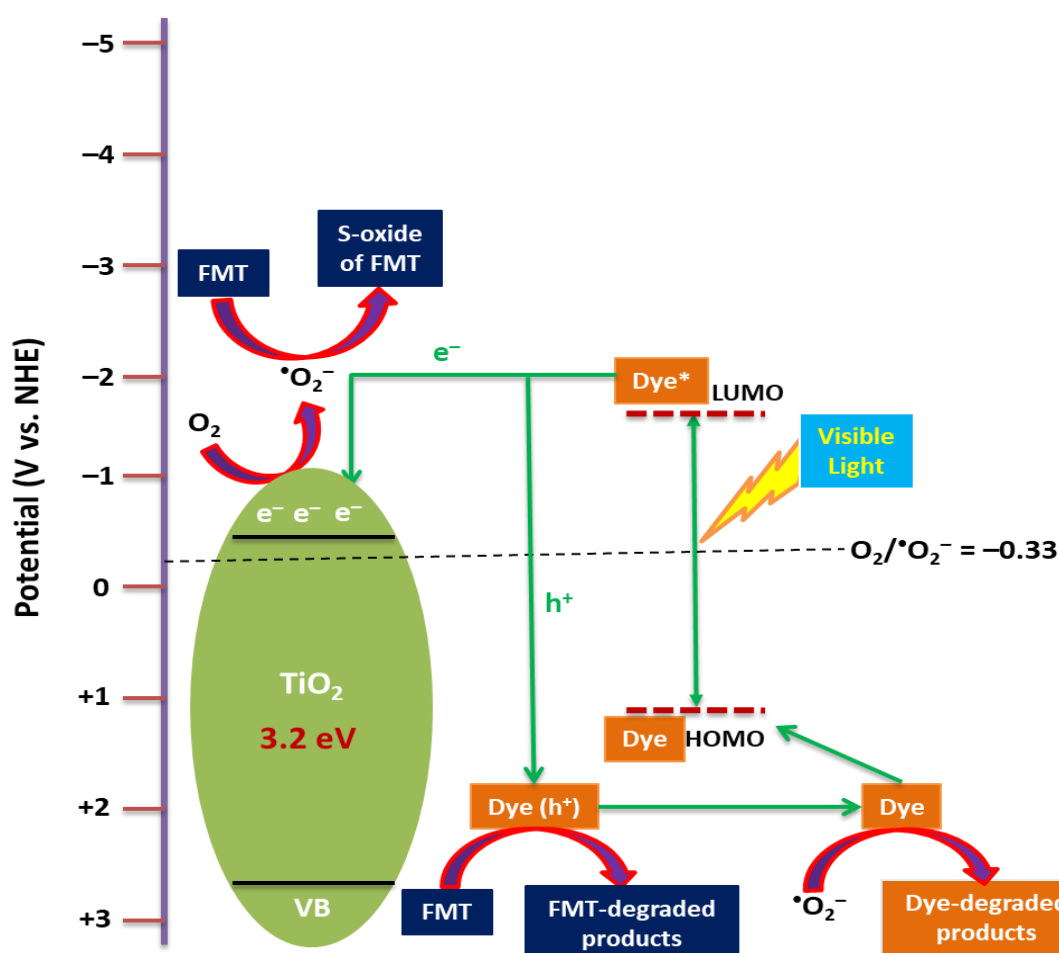 Potential (V vs. NHE)
–5
–4
–3
–2
–1
0
+1
+2
+3
FMT
S-oxide
of FMT
•O₂⁻
O₂
e⁻
Dye*
LUMO
Visible
Light
e⁻ e⁻ e⁻
O₂/•O₂⁻ = –0.33
h⁺
TiO₂
3.2 eV
Dye
HOMO
Dye (h⁺)
Dye
VB
FMT
FMT-degraded
products
•O₂⁻
Dye-degraded
products